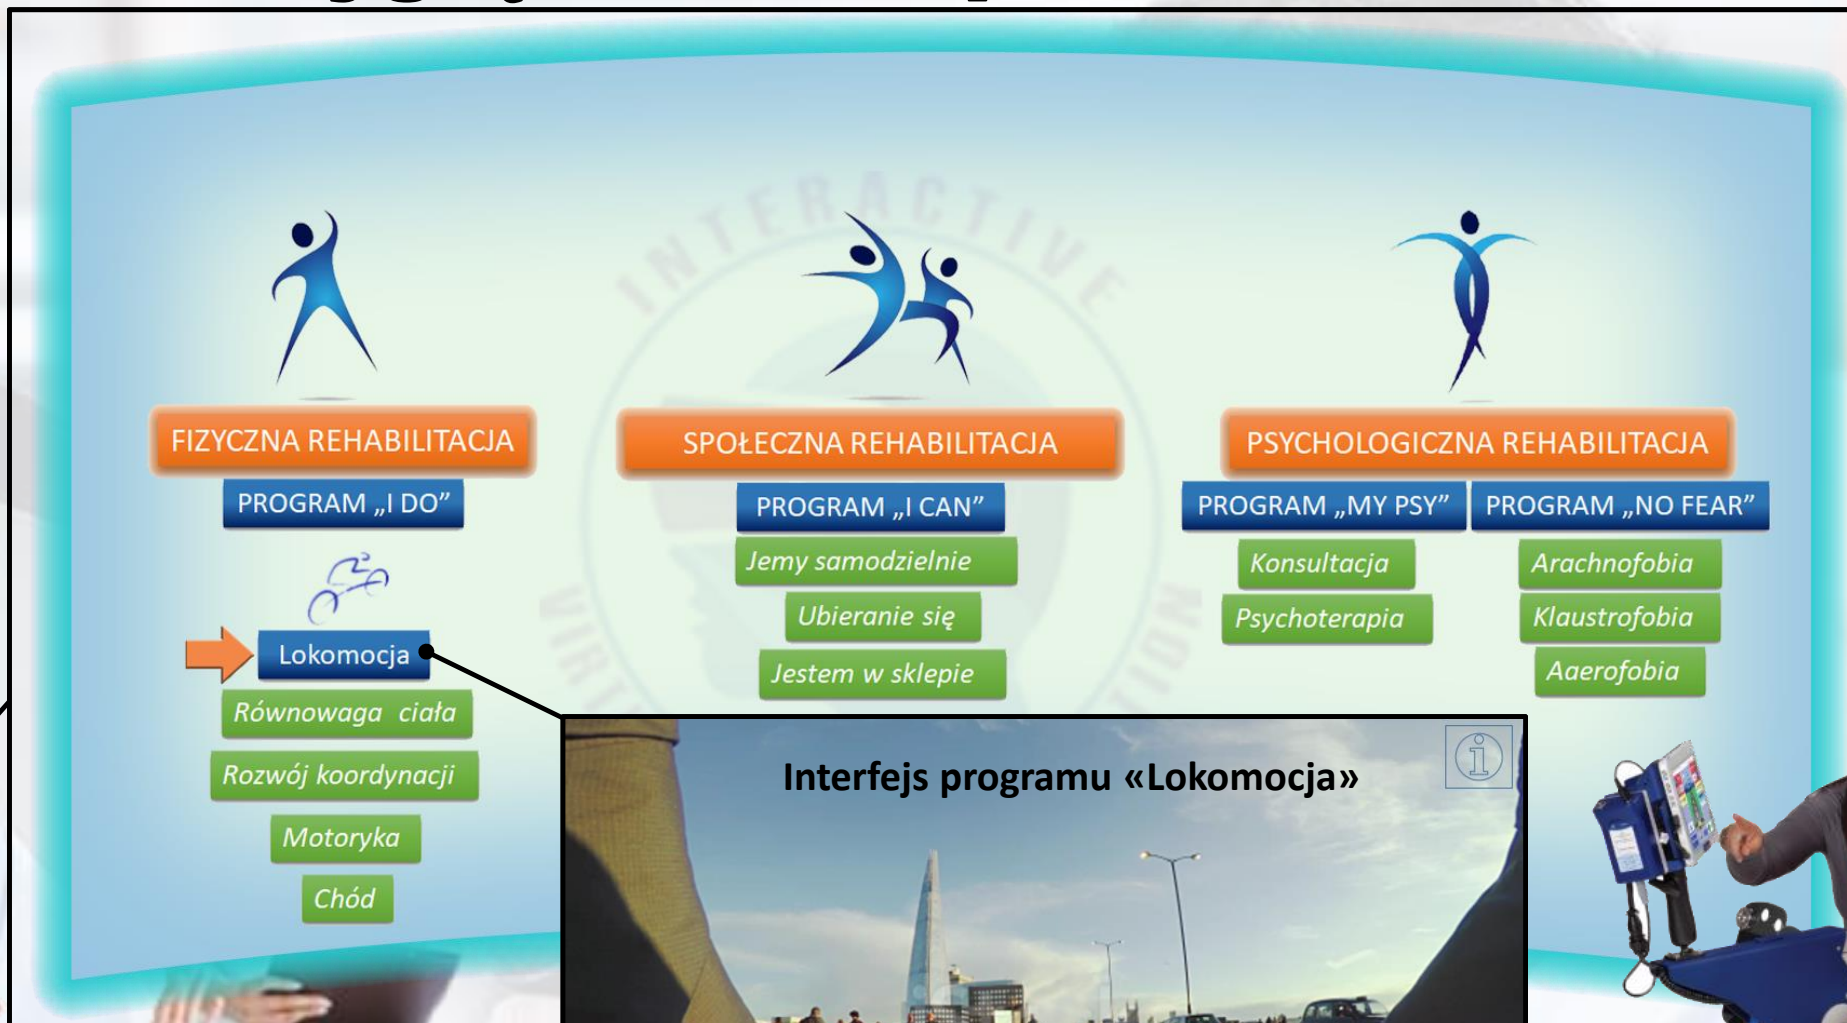 INTERACTIVE
FIZYCZNA REHABILITACJA
PROGRAM „I DO”
Lokomocja
Równowaga ciała
Rozwój koordynacji
Motoryka
Chód
SPOŁECZNA REHABILITACJA
PROGRAM „I CAN”
Jemy samodzielnie
Ubieranie się
Jestem w sklepie
PSYCHOLOGICZNA REHABILITACJA
PROGRAM „MY PSY”
Konsultacja
Psychoterapia
PROGRAM „NO FEAR”
Arachnofobia
Klaustrofobia
Aaerofobia
Interfejs programu «Lokomocja»